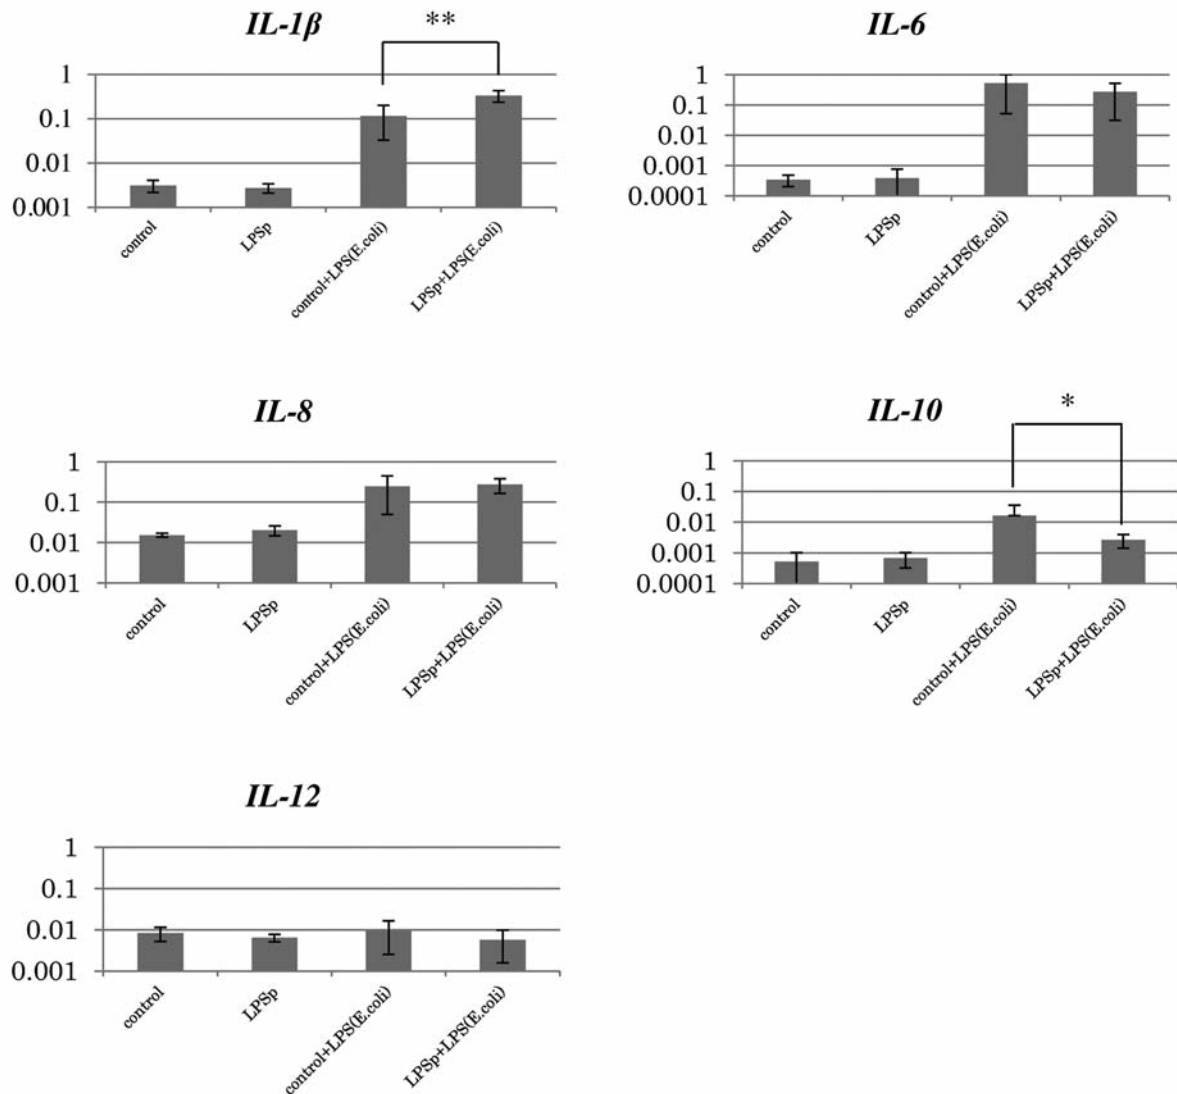 IL-1β
**
1
0.1
0.01
0.001
control
LPSp
control+LPS(E.coli)
LPSp+LPS(E.coli)
IL-6
1
0.1
0.01
0.001
0.0001
control
LPSp
control+LPS(E.coli)
LPSp+LPS(E.coli)
IL-8
1
0.1
0.01
0.001
control
LPSp
control+LPS(E.coli)
LPSp+LPS(E.coli)
IL-10
*
1
0.1
0.01
0.001
0.0001
control
LPSp
control+LPS(E.coli)
LPSp+LPS(E.coli)
IL-12
1
0.1
0.01
0.001
control
LPSp
control+LPS(E.coli)
LPSp+LPS(E.coli)